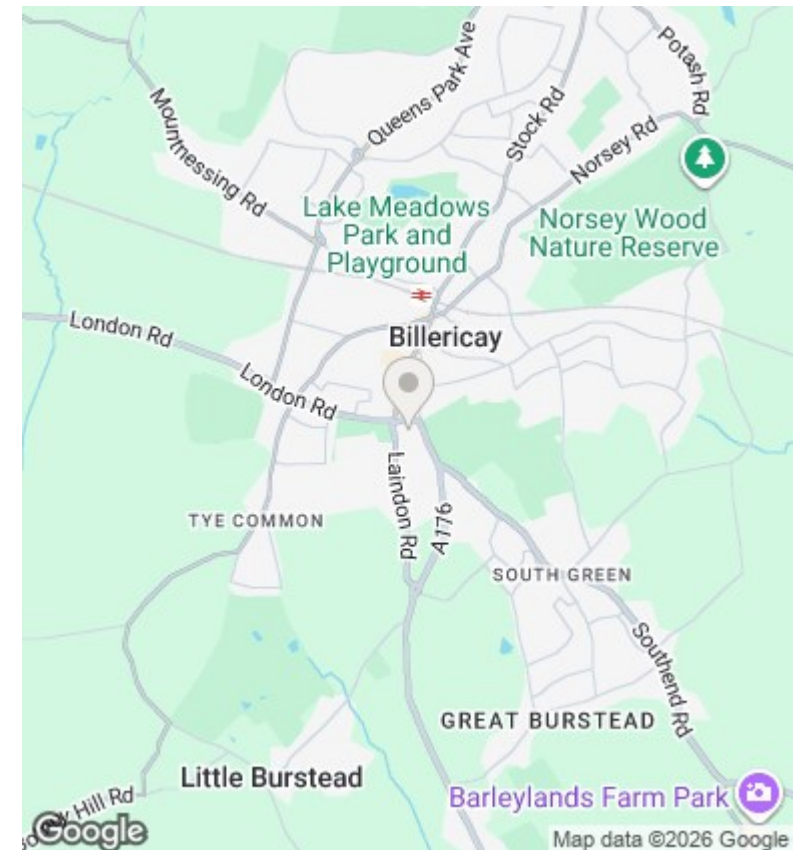 Queens Park Ave
Potash Rd
Mountnessing Rd
Stock Rd
Norsey Rd
Lake Meadows
Park and
Playground
Norsey Wood
Nature Reserve
London Rd
Billericay
London Rd
Laindon Rd
A176
TYE COMMON
SOUTH GREEN
Southend Rd
GREAT BURSTEAD
Little Burstead
Barleylands Farm Park
Hill Rd
Google
Map data ©2026 Google